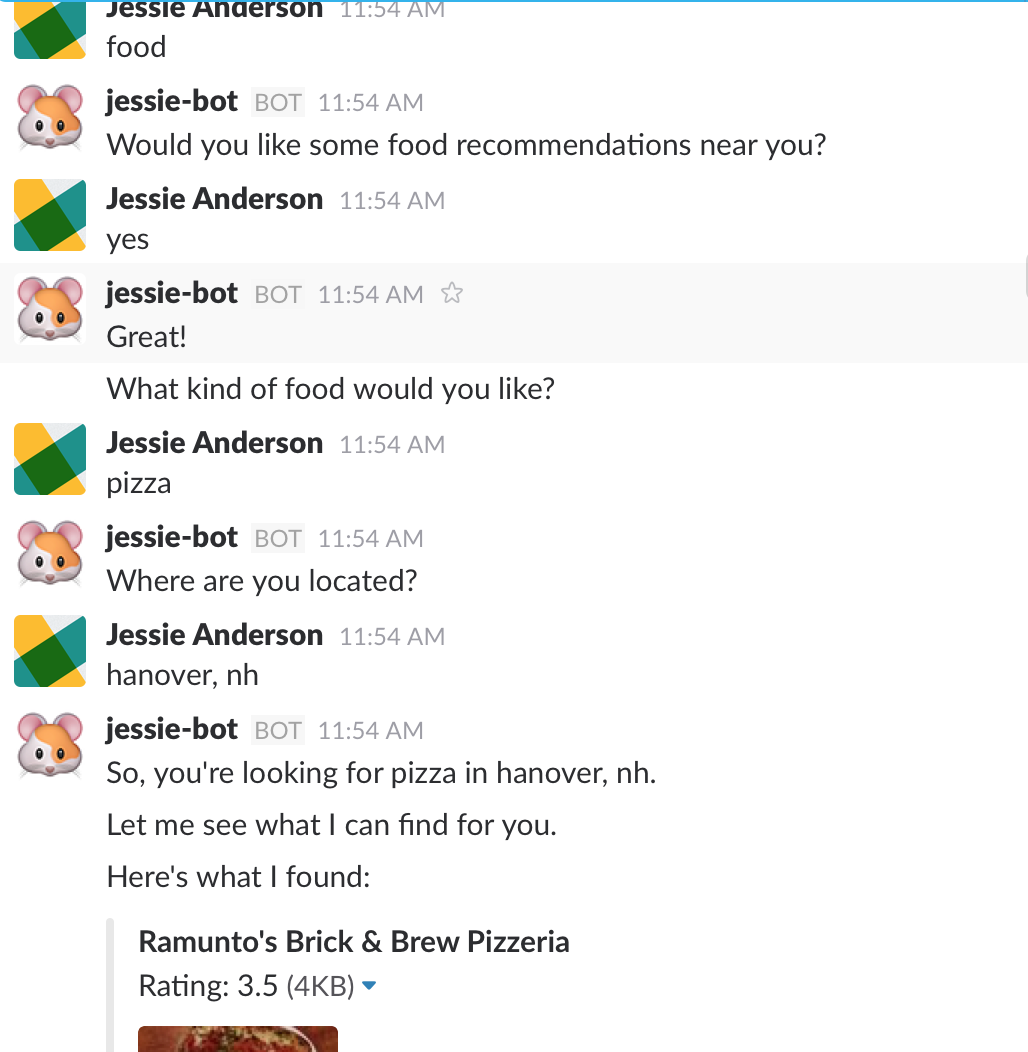 Jessie Anderson 11:54 AM
food
jessie-bot BOT 11:54 AM
Would you like some food recommendations near you?
Jessie Anderson 11:54 AM
yes
jessie-bot BOT 11:54 AM
Great!
What kind of food would you like?
Jessie Anderson 11:54 AM
pizza
jessie-bot BOT 11:54 AM
Where are you located?
Jessie Anderson 11:54 AM
hanover, nh
jessie-bot BOT 11:54 AM
So, you're looking for pizza in hanover, nh.
Let me see what I can find for you.
Here's what I found:
Ramunto's Brick & Brew Pizzeria
Rating: 3.5 (4KB)